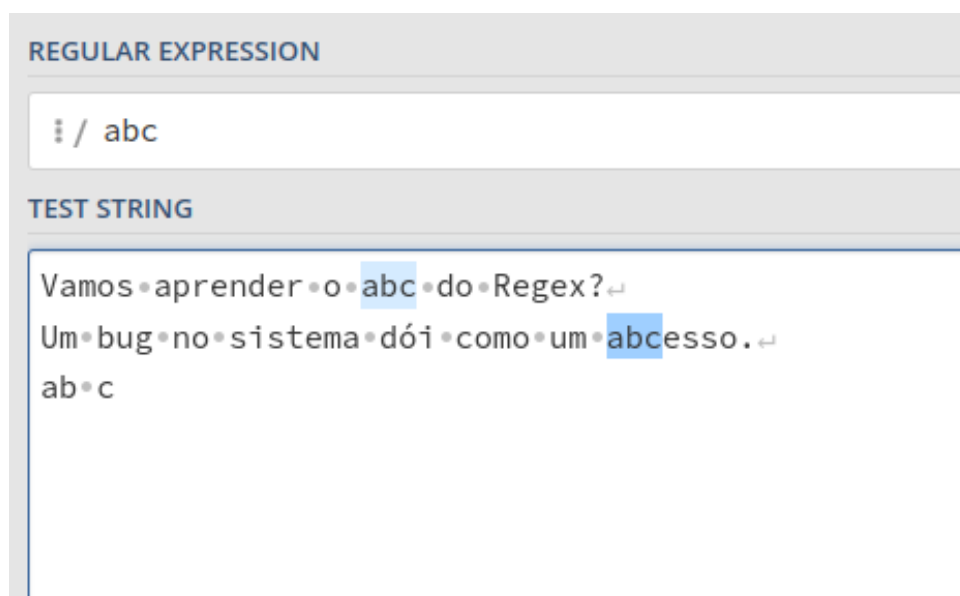 REGULAR EXPRESSION
/ abc
TEST STRING
Vamos·aprender·o·abc·do·Regex?↵
Um·bug·no·sistema·dói·como·um·abcesso.↵
ab·c